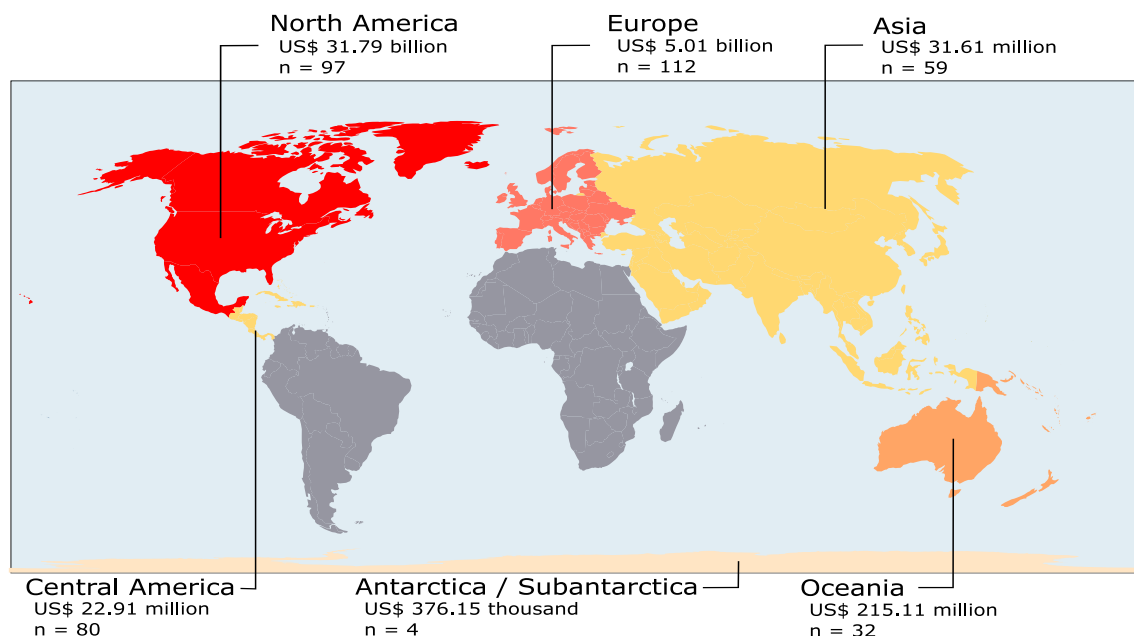 North America
US$ 31.79 billion
n = 97
Europe
US$ 5.01 billion
n = 112
Asia
US$ 31.61 million
n = 59
Central America
US$ 22.91 million
n = 80
Antarctica / Subantarctica
US$ 376.15 thousand
n = 4
Oceania
US$ 215.11 million
n = 32